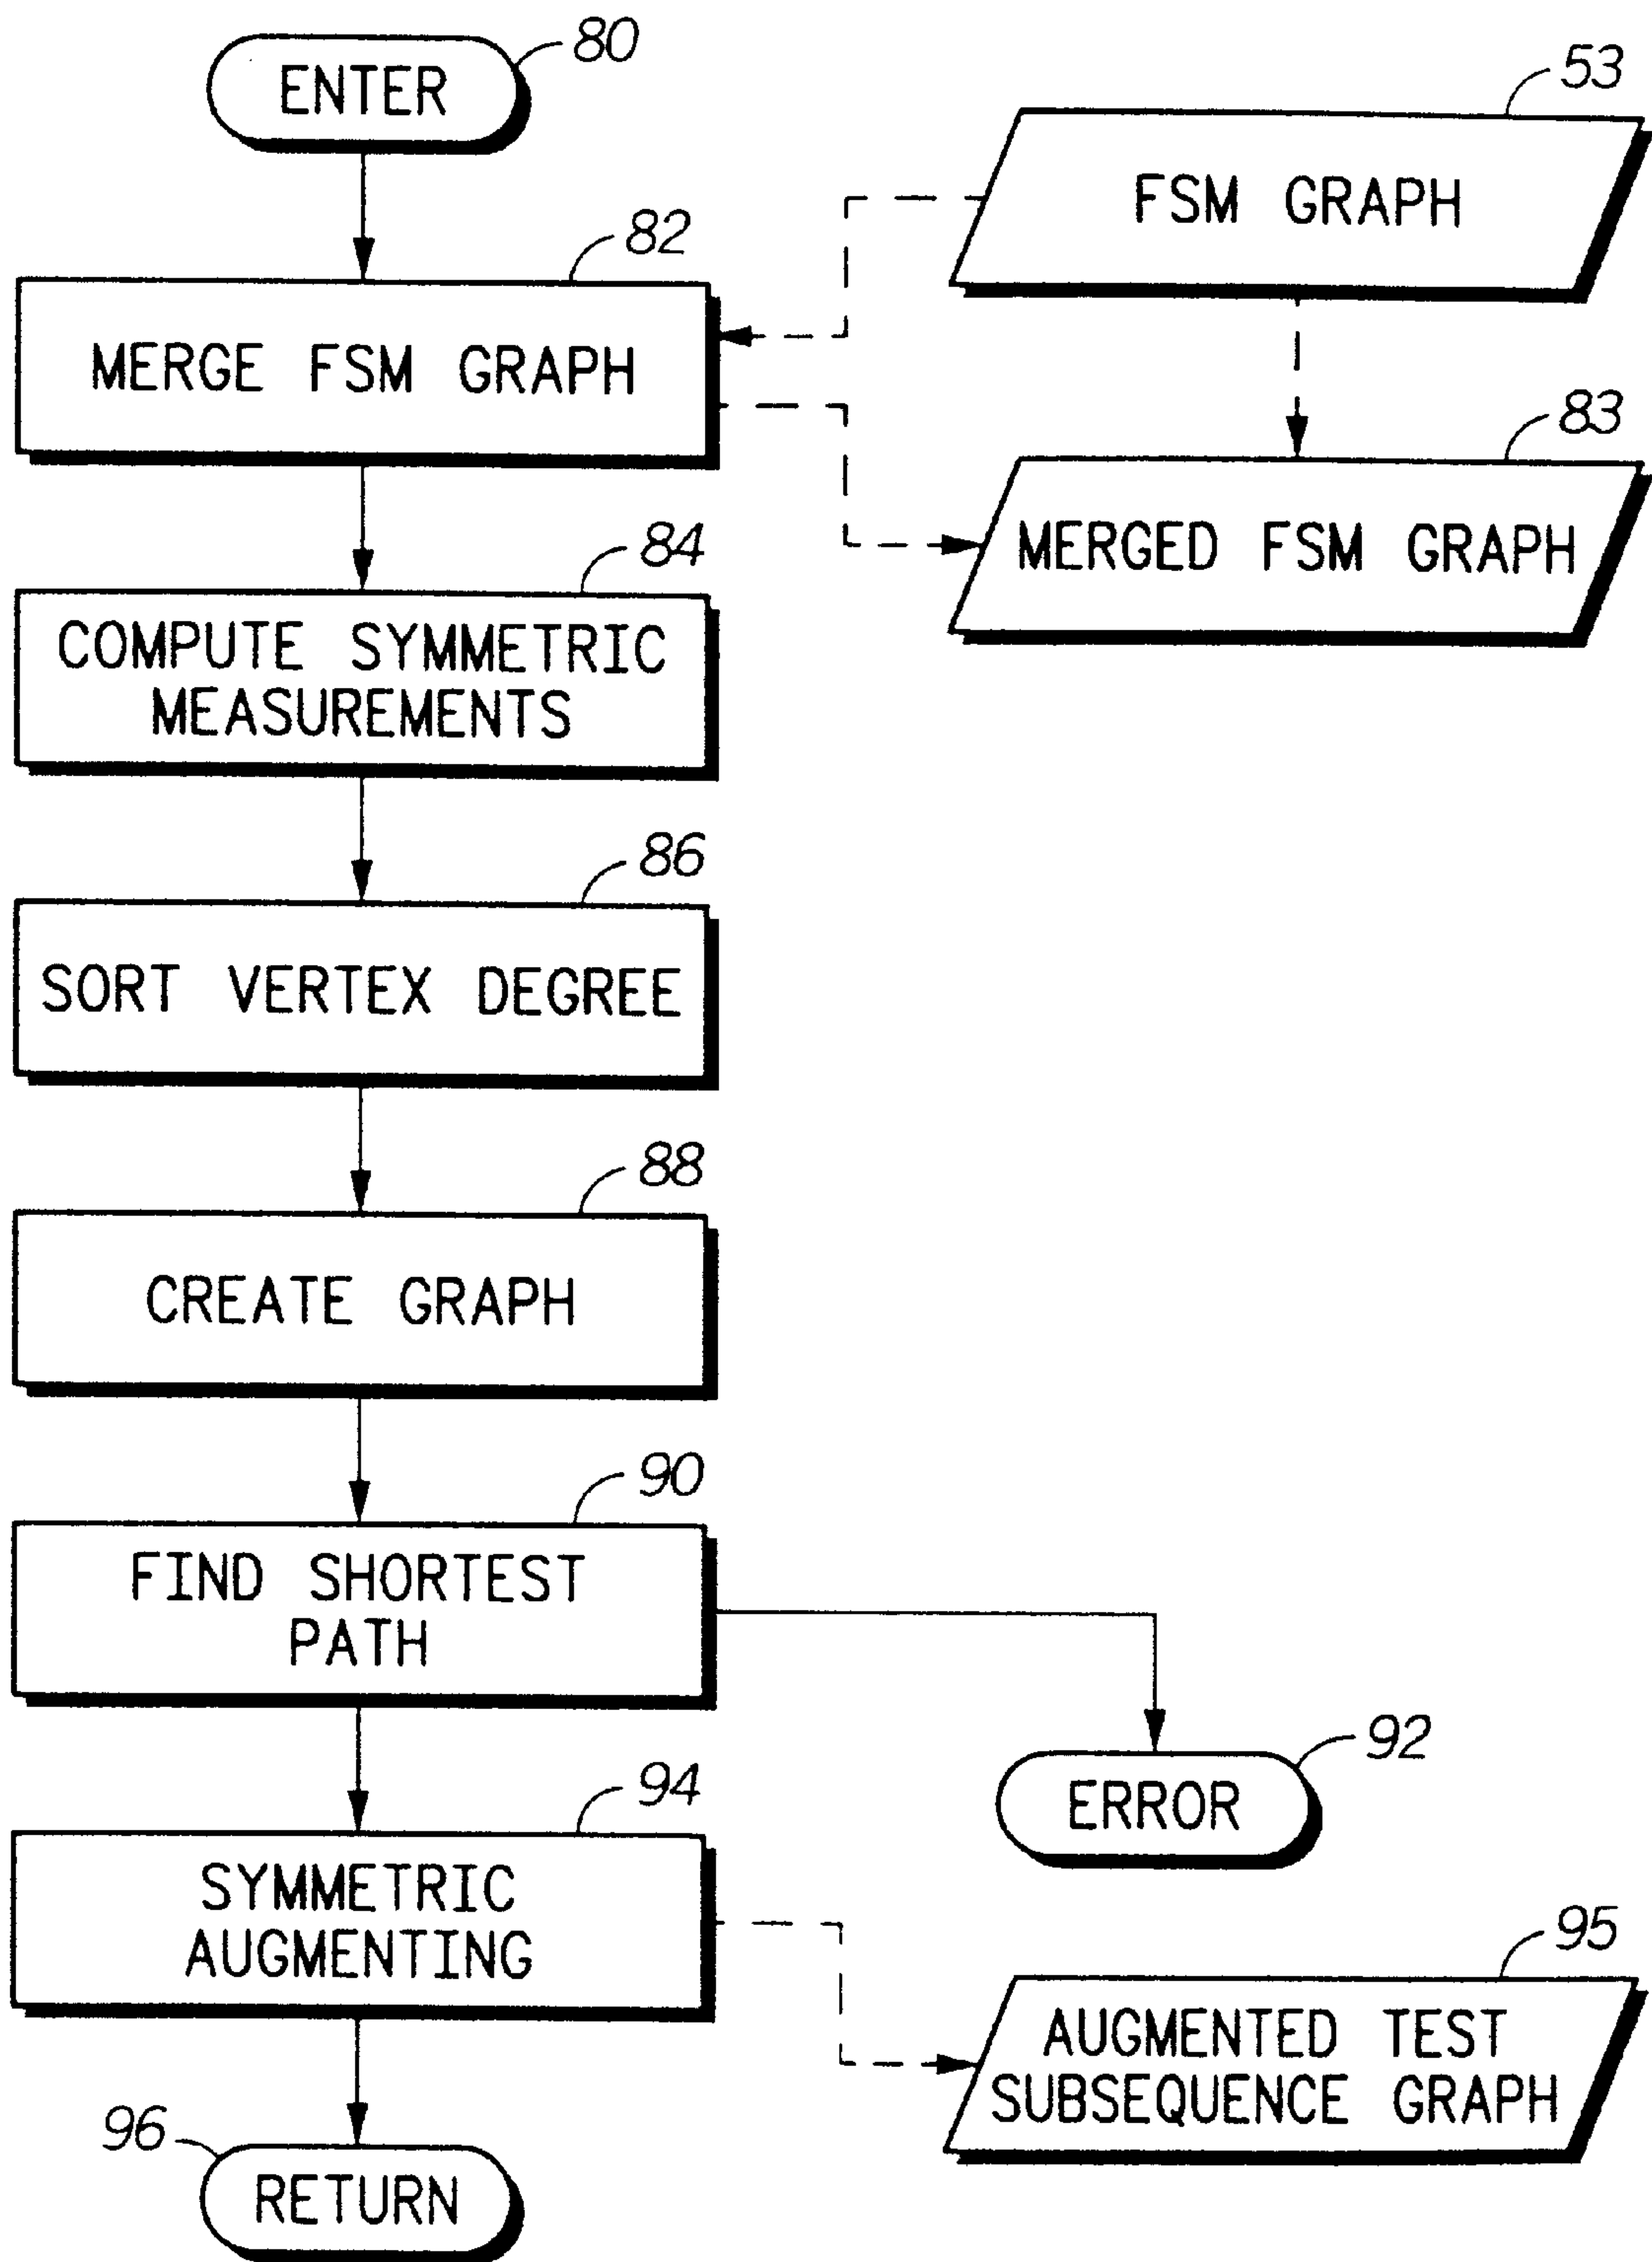 80
ENTER
53
FSM GRAPH
82
MERGE FSM GRAPH
83
MERGED FSM GRAPH
84
COMPUTE SYMMETRIC
MEASUREMENTS
86
SORT VERTEX DEGREE
88
CREATE GRAPH
90
FIND SHORTEST
PATH
92
ERROR
94
SYMMETRIC
AUGMENTING
95
AUGMENTED TEST
SUBSEQUENCE GRAPH
96
RETURN